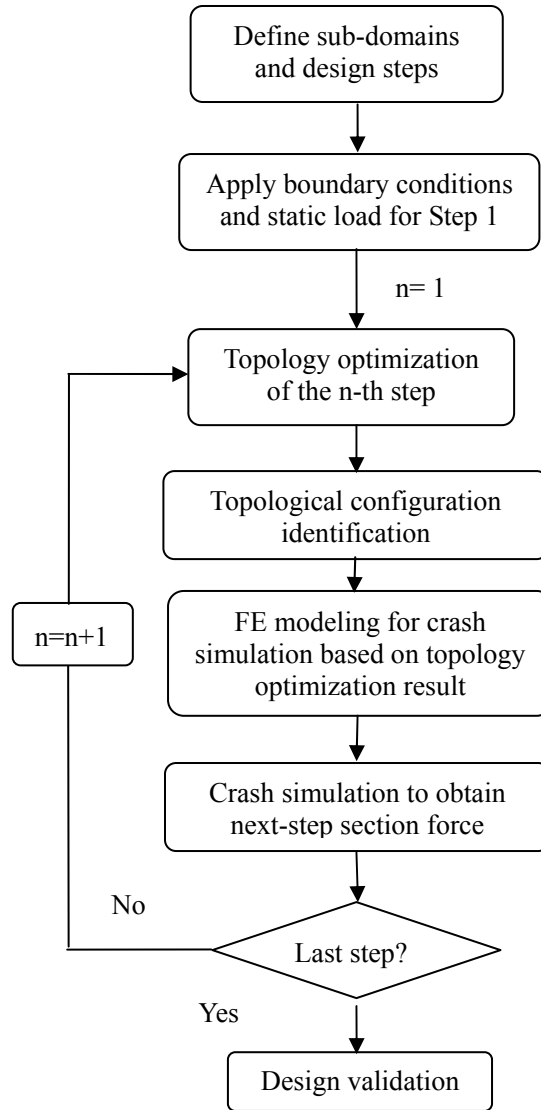 Define sub-domains
and design steps
Apply boundary conditions
and static load for Step 1
n= 1
Topology optimization
of the n-th step
Topological configuration
identification
n=n+1
FE modeling for crash
simulation based on topology
optimization result
Crash simulation to obtain
next-step section force
No
Last step?
Yes
Design validation